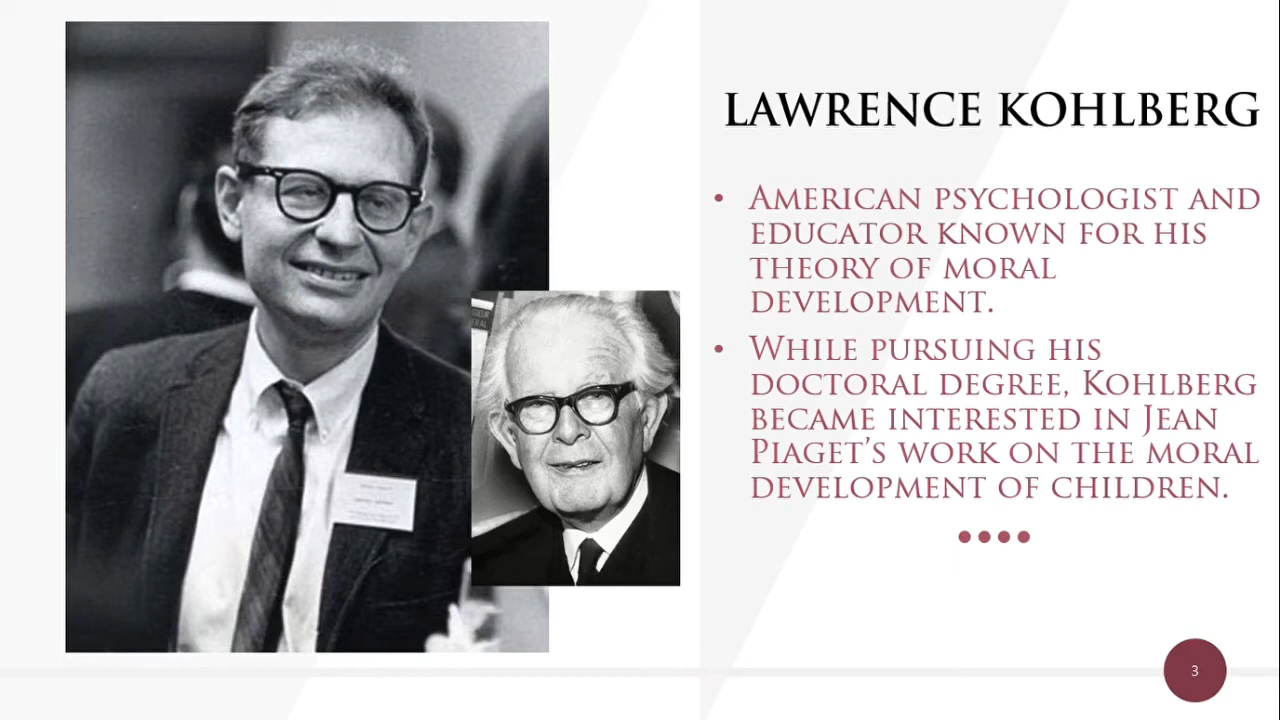 LAWRENCE KOHLBERG
• AMERICAN PSYCHOLOGIST AND
EDUCATOR KNOWN FOR HIS
THEORY OF MORAL
DEVELOPMENT.
• WHILE PURSUING HIS
DOCTORAL DEGREE, KOHLBERG
BECAME INTERESTED IN JEAN
PIAGET’S WORK ON THE MORAL
DEVELOPMENT OF CHILDREN.
3